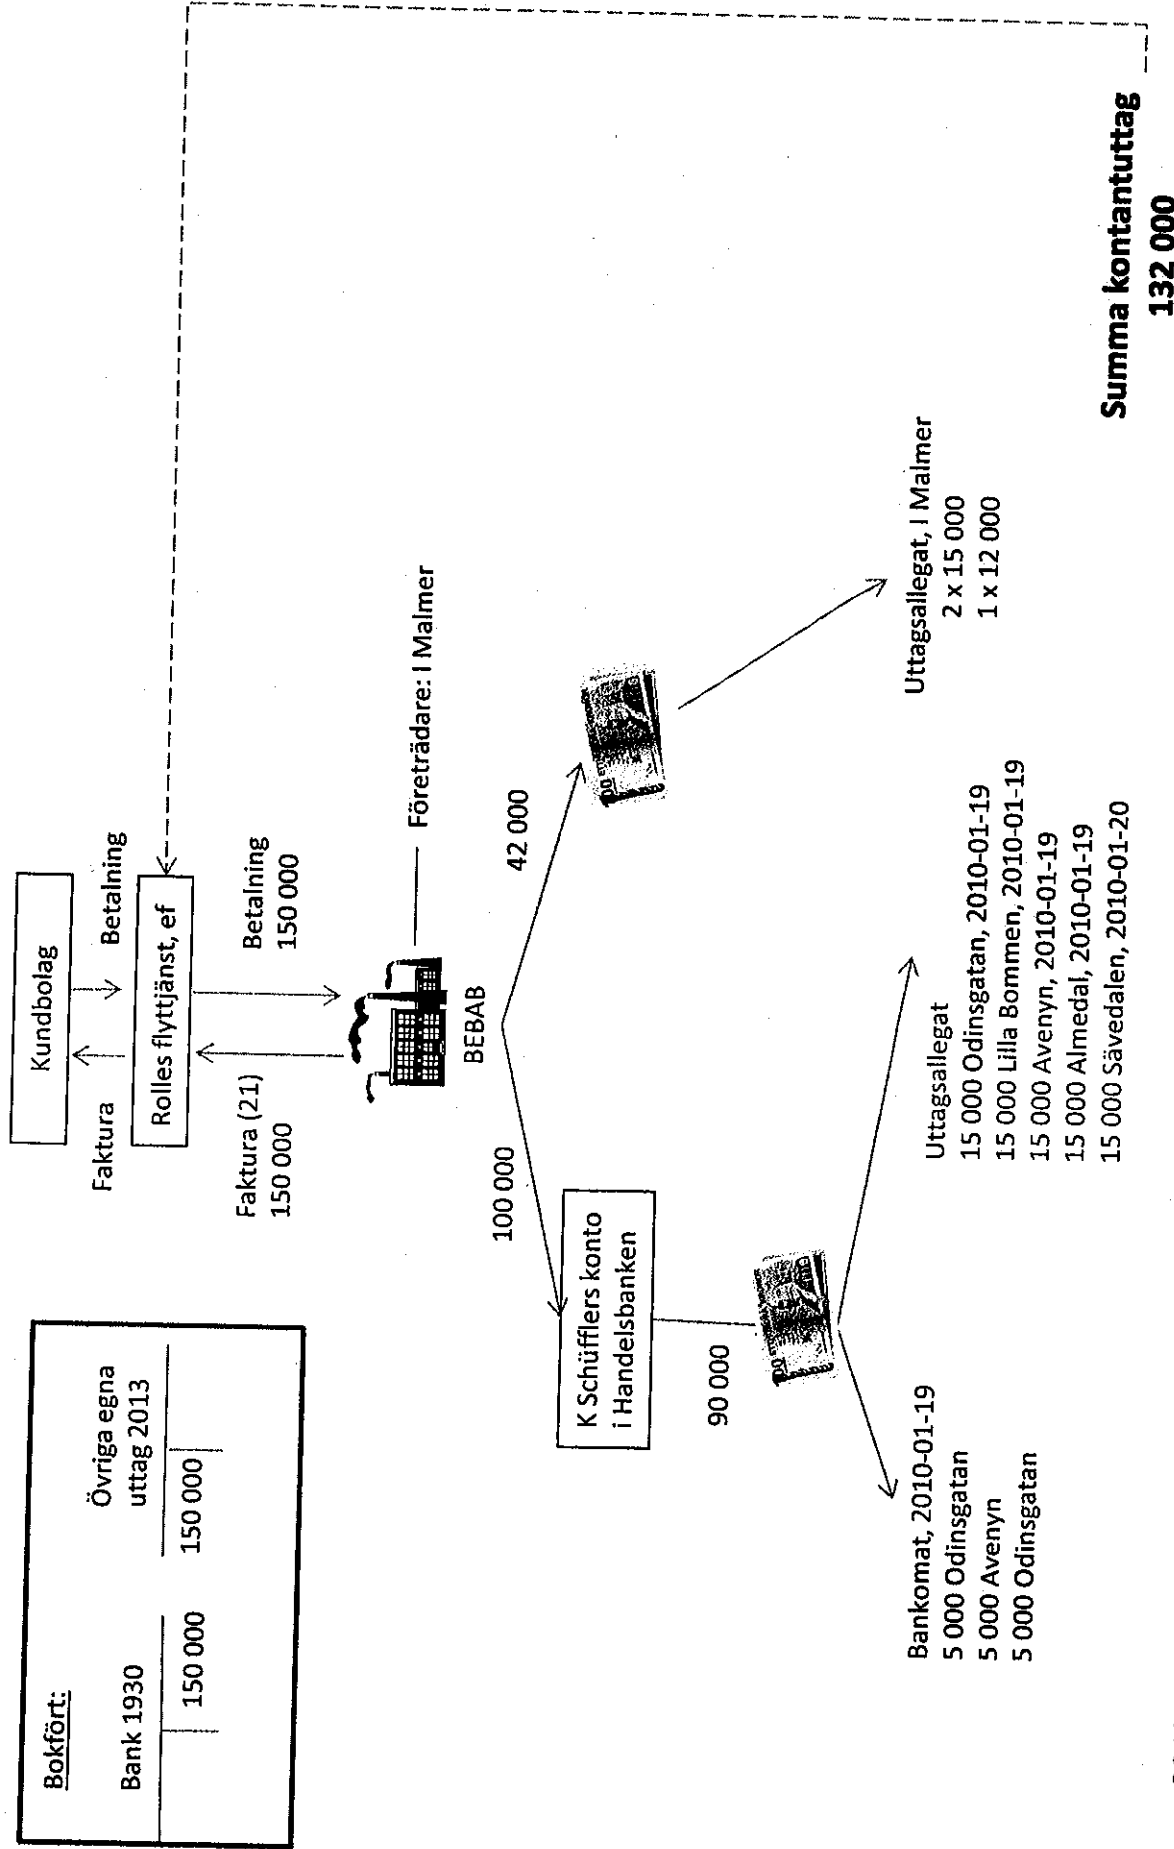 Bokfört:
Bank 1930
150 000
Övriga egna
uttag 2013
150 000
Kundbolag
Faktura
Betalning
Rolles flyttjänst, ef
Faktura (21)
150 000
Betalning
150 000
Företrädare: I Malmer
BEBAB
100 000
42 000
K Schüfflers konto
i Handelsbanken
90 000
Bankomat, 2010-01-19
5 000 Odinsgatan
5 000 Avenyn
5 000 Odinsgatan
Uttagsallegat
15 000 Odinsgatan, 2010-01-19
15 000 Lilla Bommen, 2010-01-19
15 000 Avenyn, 2010-01-19
15 000 Almedal, 2010-01-19
15 000 Sävedalen, 2010-01-20
Uttagsallegat, I Malmer
2 x 15 000
1 x 12 000
Summa kontantuttag
132 000